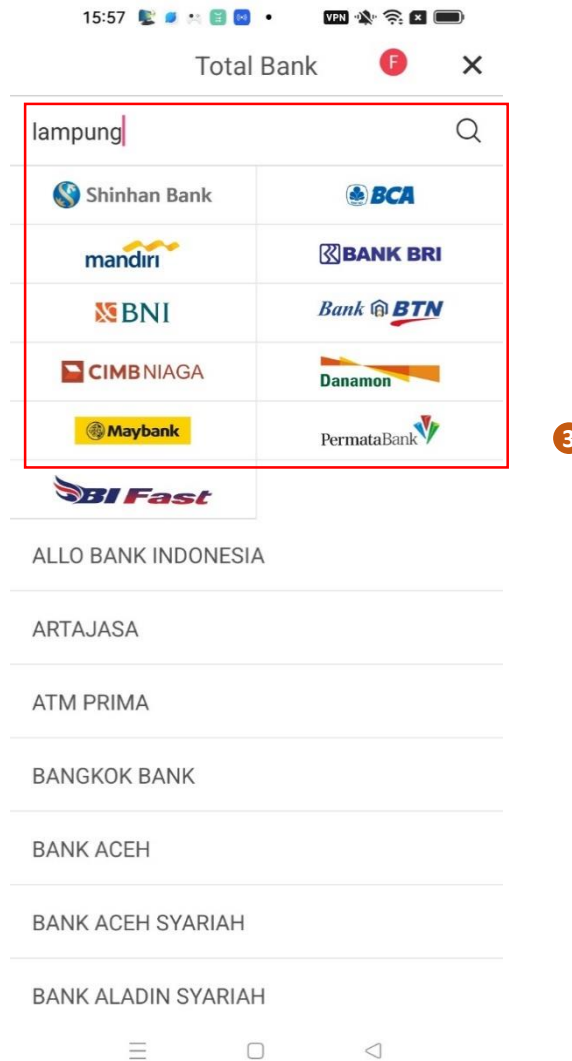 15:57 VPN
Total Bank F
lampung
Shinhan Bank BCA
mandiri BANK BRI
BNI Bank BTN
CIMB NIAGA Danamon
Maybank PermataBank
3
BI Fast
ALLO BANK INDONESIA
ARTAJASA
ATM PRIMA
BANGKOK BANK
BANK ACEH
BANK ACEH SYARIAH
BANK ALADIN SYARIAH